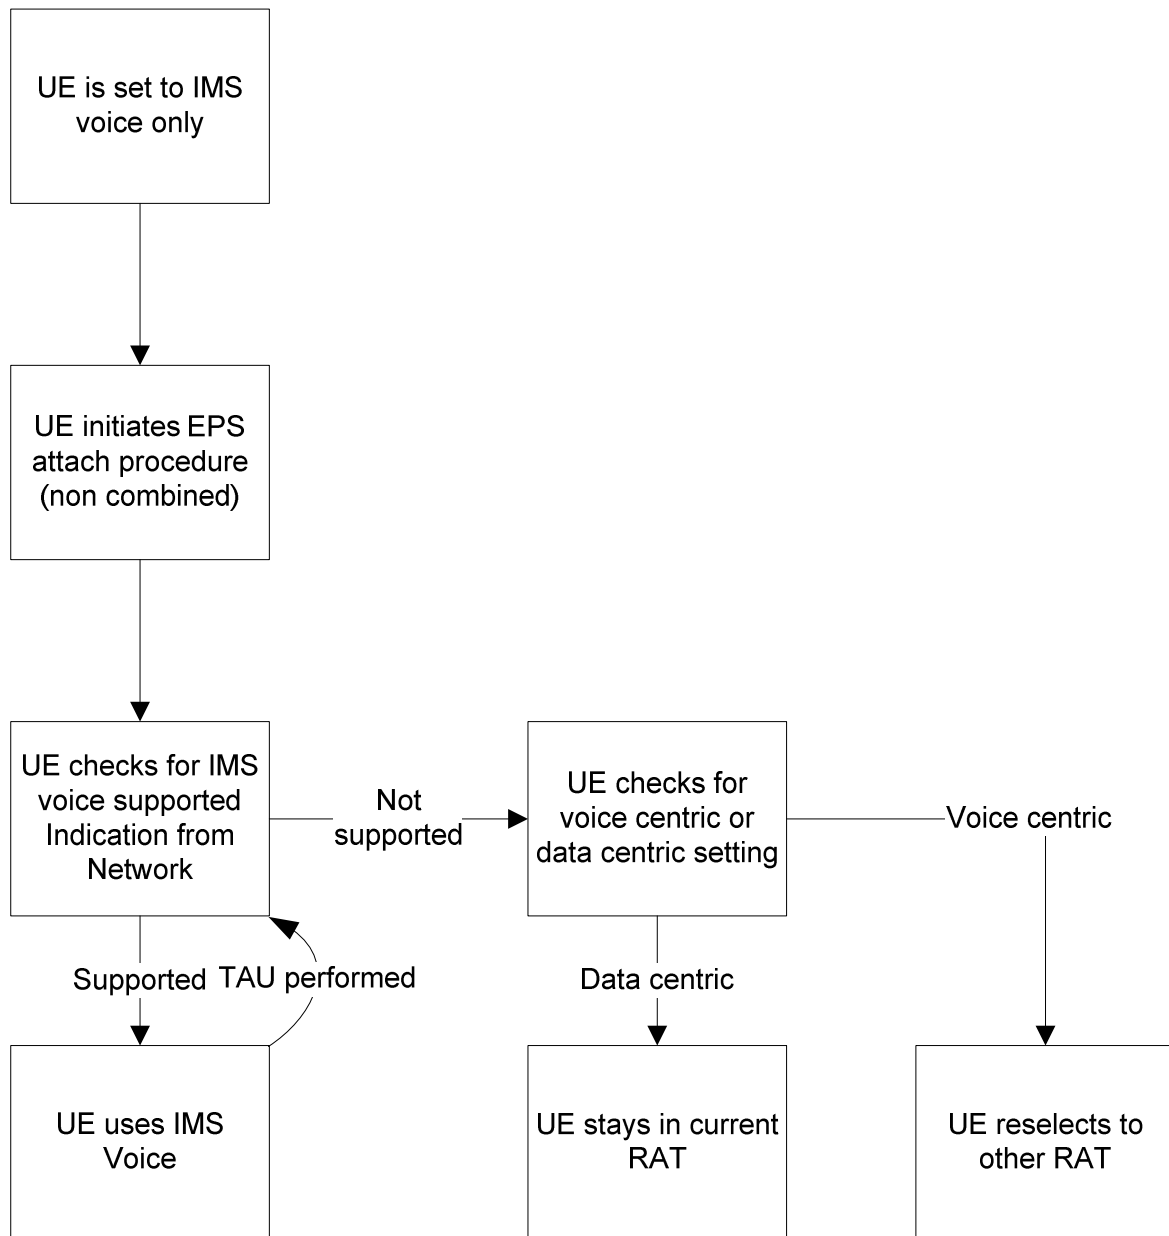 UE is set to IMS
voice only
UE initiates EPS
attach procedure
(non combined)
UE checks for IMS
voice supported
Indication from
Network
Not
supported
UE checks for
voice centric or
data centric setting
Voice centric
Supported
TAU performed
Data centric
UE uses IMS
Voice
UE stays in current
RAT
UE reselects to
other RAT